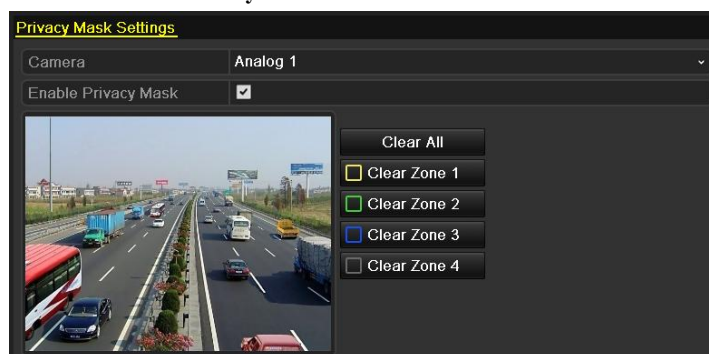 Privacy Mask Settings
Camera Analog 1
Enable Privacy Mask
Clear All
Clear Zone 1
Clear Zone 2
Clear Zone 3
Clear Zone 4